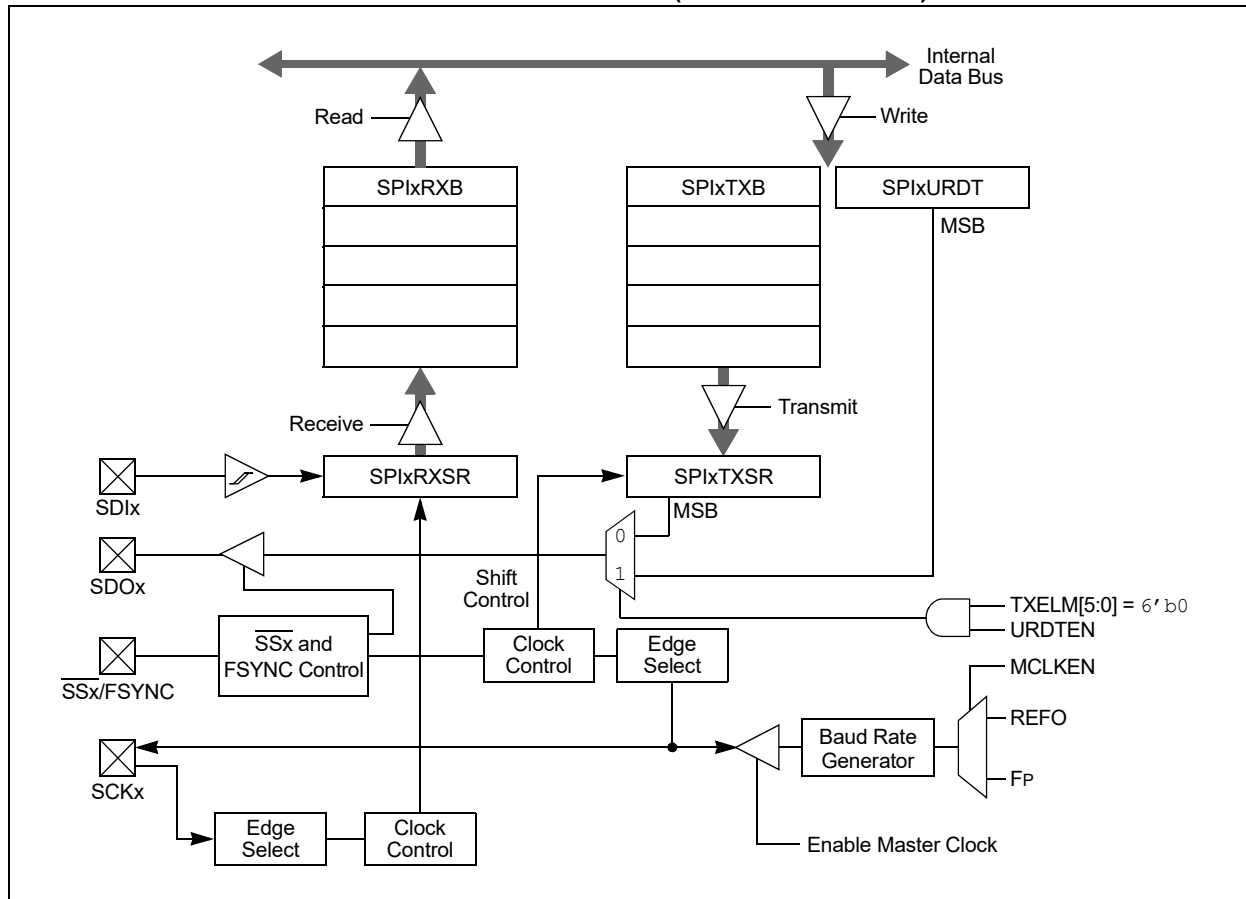 Internal
Data Bus
Read
Write
SPIxRXB
SPIxTXB
SPIxURDT
MSB
Receive
Transmit
SPIxRXSR
SPIxTXSR
SDIx
MSB
0
SDOx
1
Shift
Control
TXELM[5:0] = 6’b0
URDTEN
SSx and
FSYNC Control
Clock
Control
Edge
Select
SSx/FSYNC
MCLKEN
REFO
Baud Rate
Generator
FP
SCKx
Edge
Select
Clock
Control
Enable Master Clock